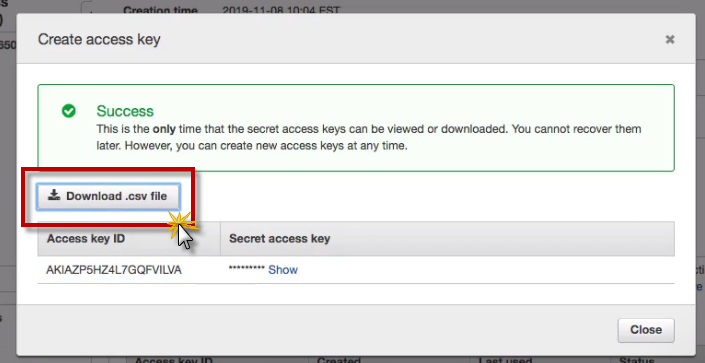 s
Creation time 2019-11-08 10:04 EST
)
650
Create access key
Success
This is the only time that the secret access keys can be viewed or downloaded. You cannot recover them
later. However, you can create new access keys at any time.
Download .csv file
Access key ID Secret access key
AKIAZP5HZ4L7GQFVILVA ********* Show
Close
Access key ID Created Last used Status